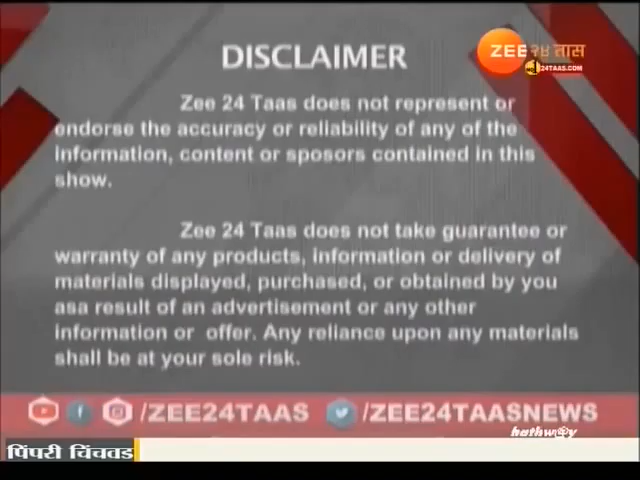 DISCLAIMER
ZEE २४ तास
24TAAS.COM
Zee 24 Taas does not represent or
endorse the accuracy or reliability of any of the
information, content or sposors contained in this
show.
Zee 24 Taas does not take guarantee or
warranty of any products, information or delivery of
materials displayed, purchased, or obtained by you
asa result of an advertisement or any other
information or offer. Any reliance upon any materials
shall be at your sole risk.
/ZEE24TAAS /ZEE24TAASNEWS
hathway
पिंपरी चिंचवड